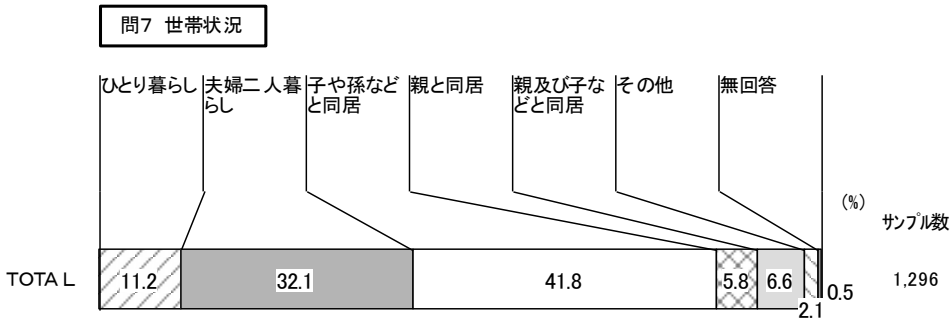 問7 世帯状況
ひとり暮らし
夫婦二人暮
らし
子や孫など
と同居
親と同居
親及び子な
どと同居
その他
無回答
(%)
サンプル数
TOTAL
11.2
32.1
41.8
5.8
6.6
2.1
0.5
1,296